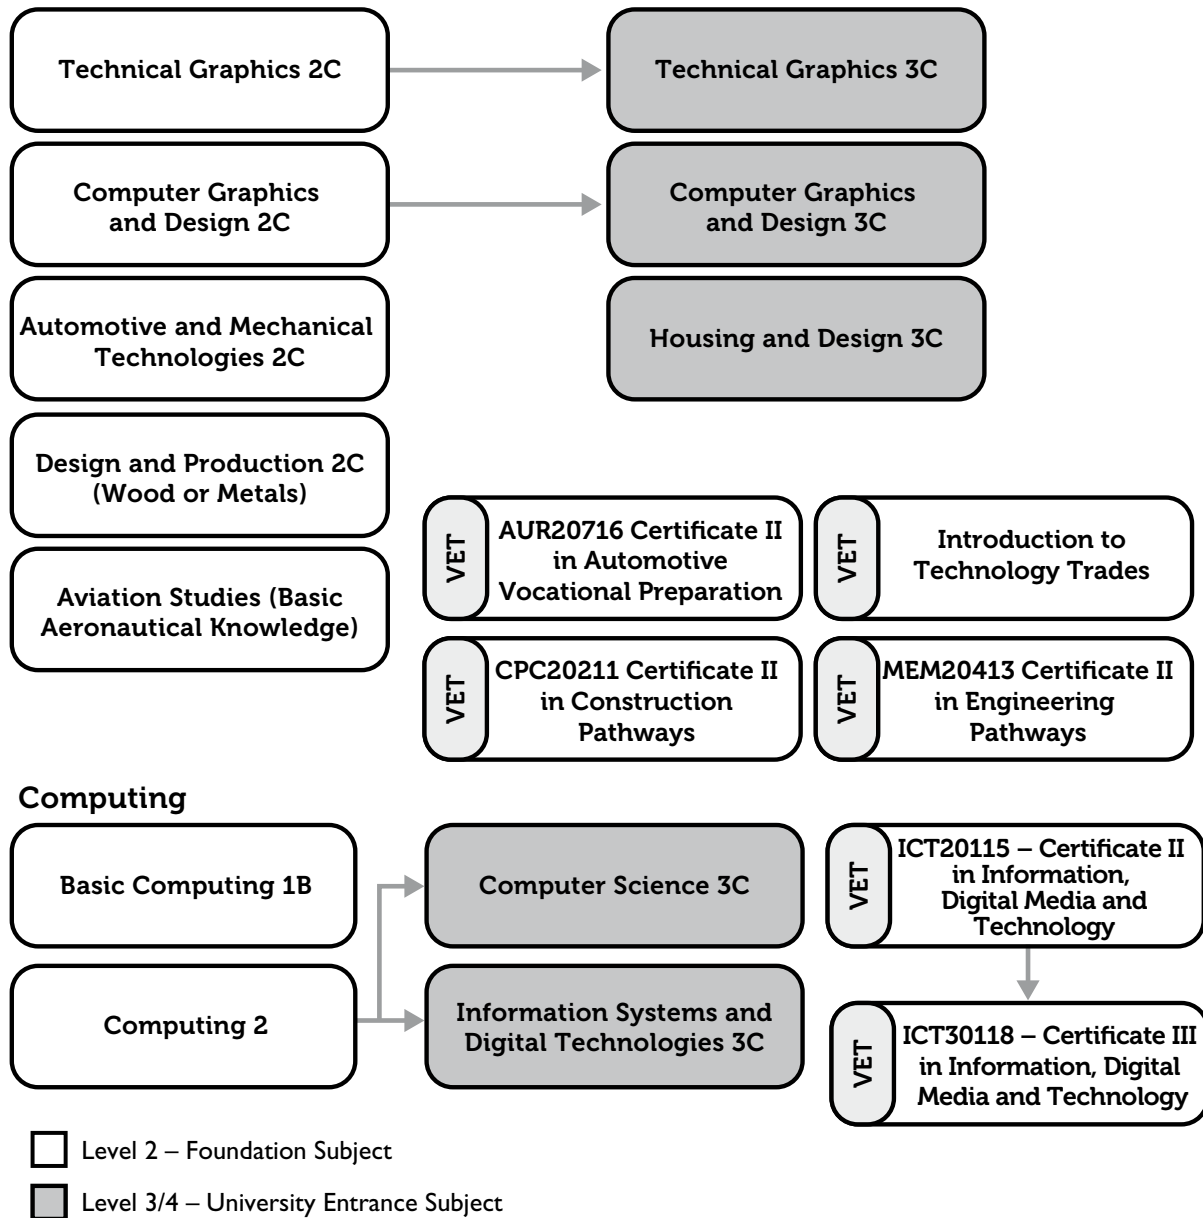 Technical Graphics 2C
Technical Graphics 3C
Computer Graphics
and Design 2C
Computer Graphics
and Design 3C
Automotive and Mechanical
Technologies 2C
Housing and Design 3C
Design and Production 2C
(Wood or Metals)
Aviation Studies (Basic
Aeronautical Knowledge)
VET
AUR20716 Certificate II
in Automotive
Vocational Preparation
VET
Introduction to
Technology Trades
VET
CPC20211 Certificate II
in Construction
Pathways
VET
MEM20413 Certificate II
in Engineering
Pathways
Computing
Basic Computing 1B
Computer Science 3C
VET
ICT20115 – Certificate II
in Information,
Digital Media and
Technology
Computing 2
Information Systems and
Digital Technologies 3C
VET
ICT30118 – Certificate III
in Information, Digital
Media and Technology
Level 2 – Foundation Subject
Level 3/4 – University Entrance Subject